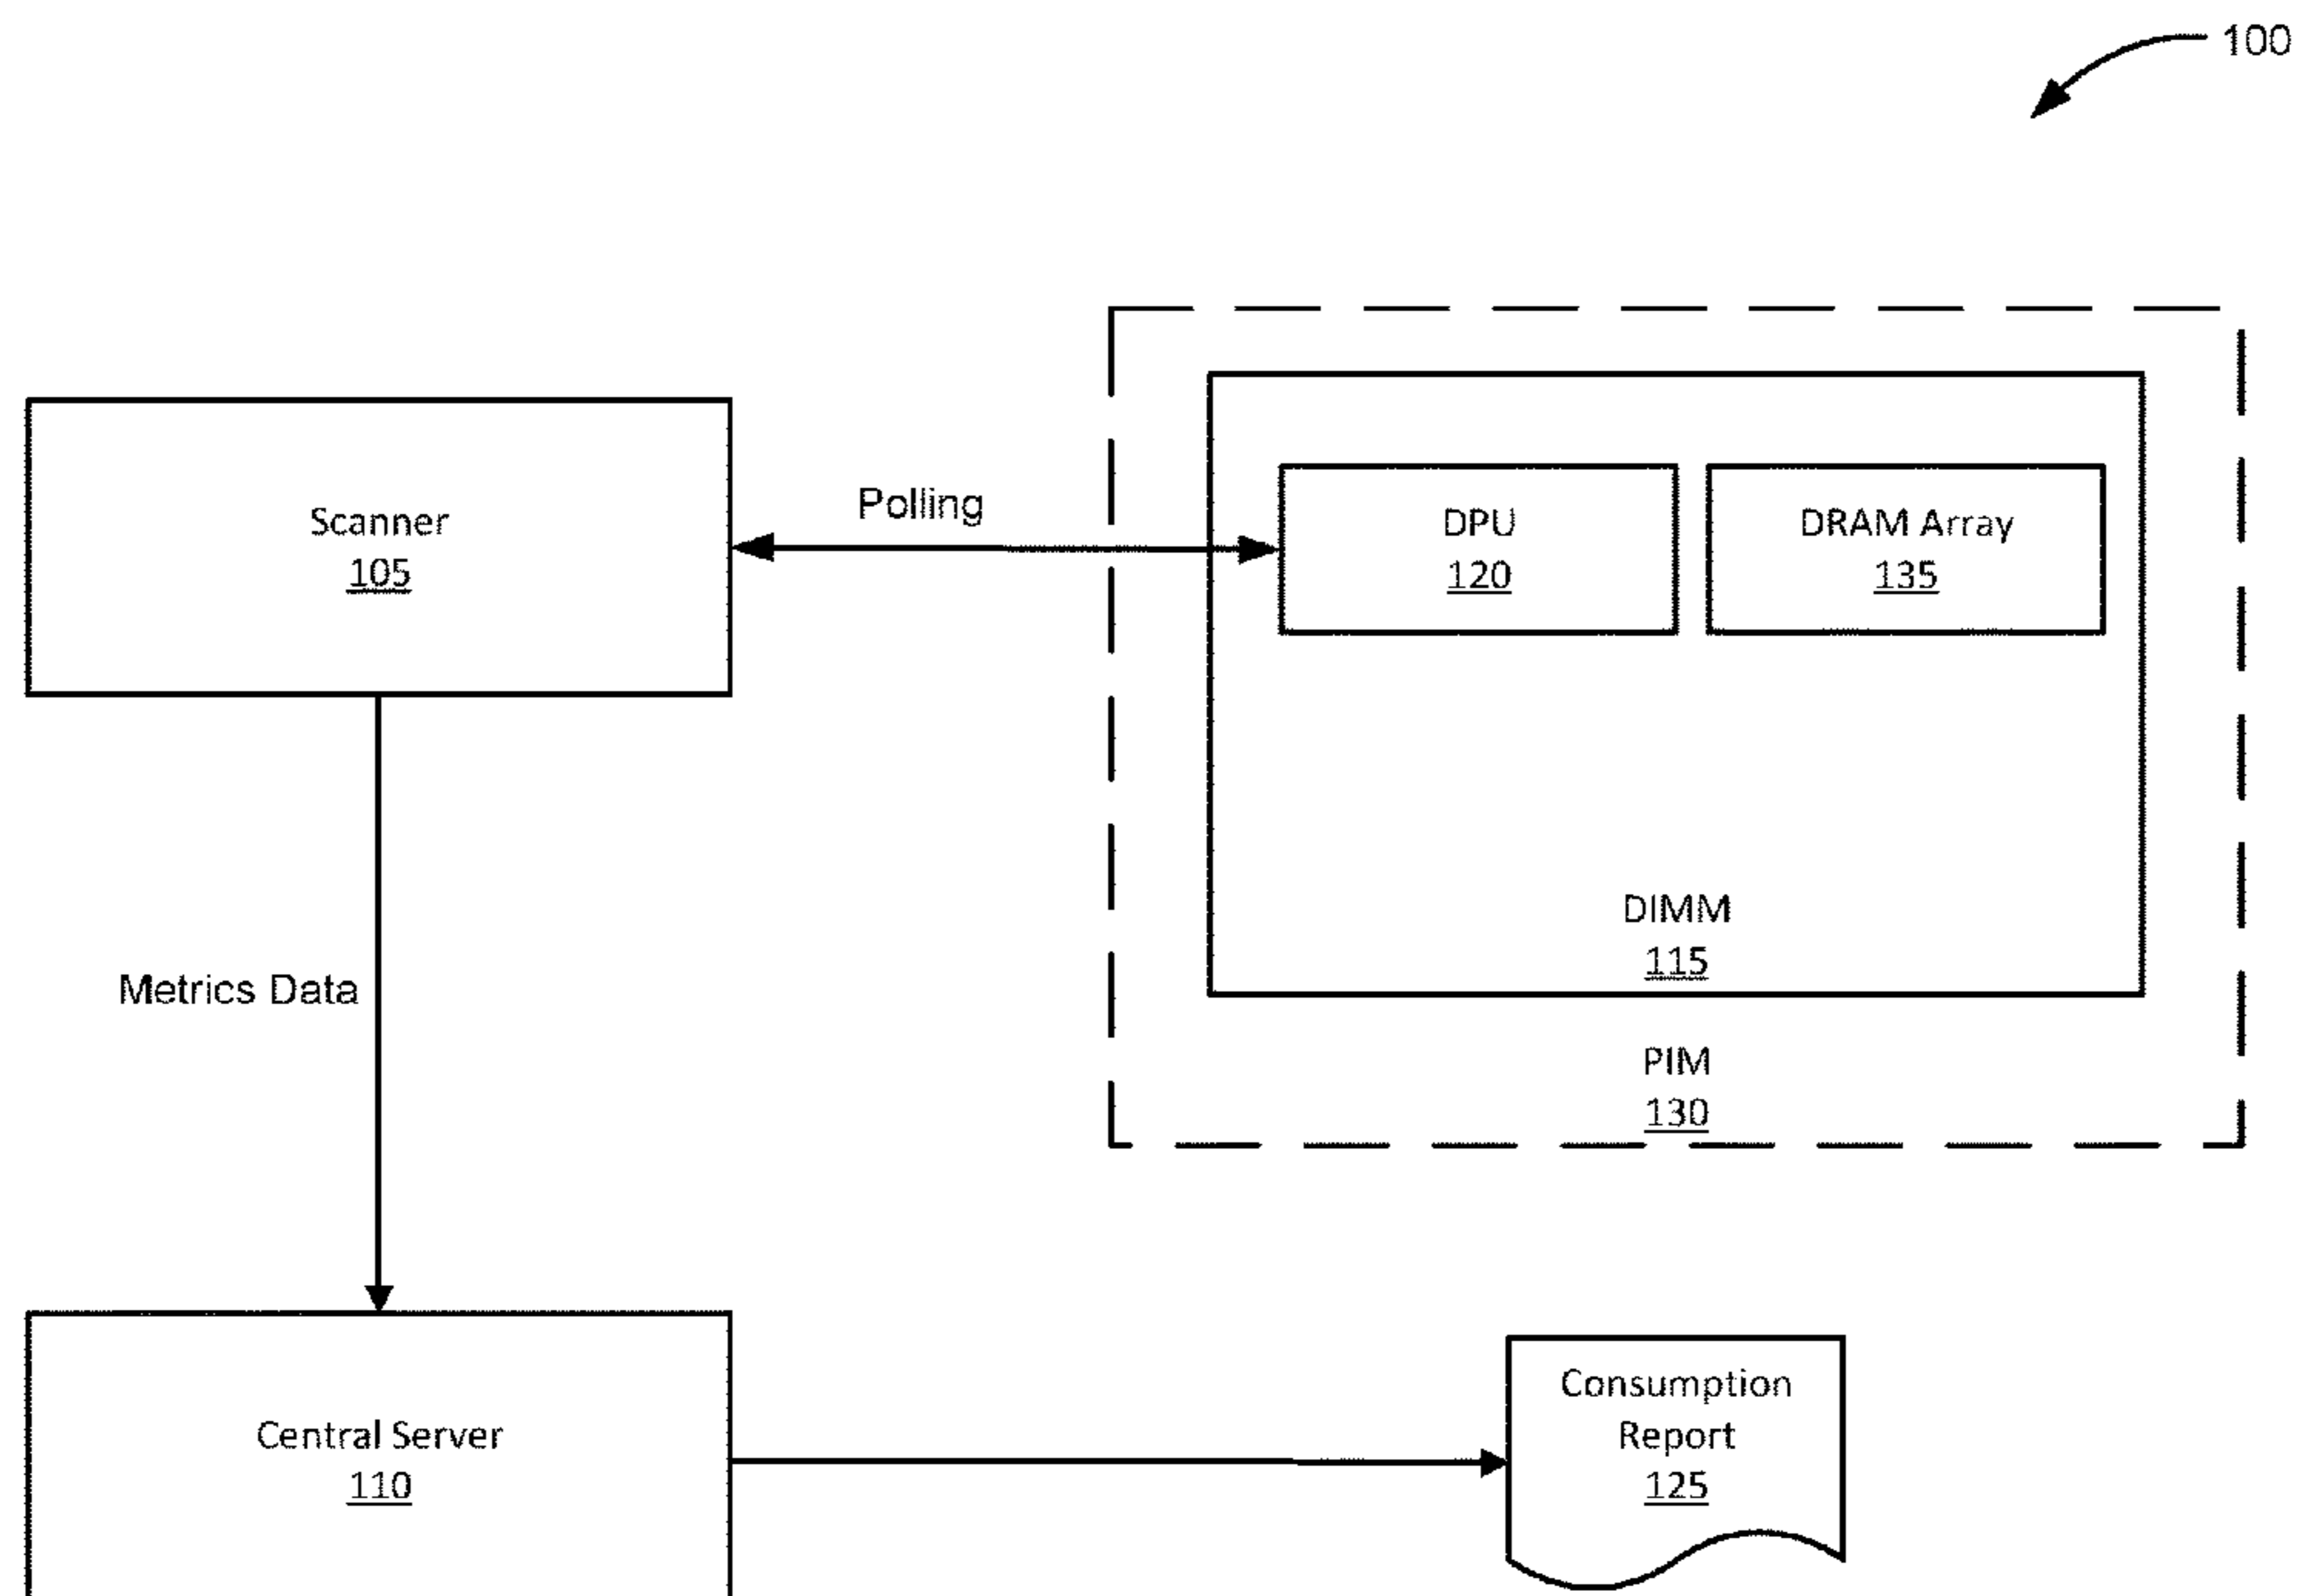 100
Scanner
105
Polling
DPU
120
DRAM Array
135
DIMM
115
PIM
130
Metrics Data
Central Server
110
Consumption
Report
125